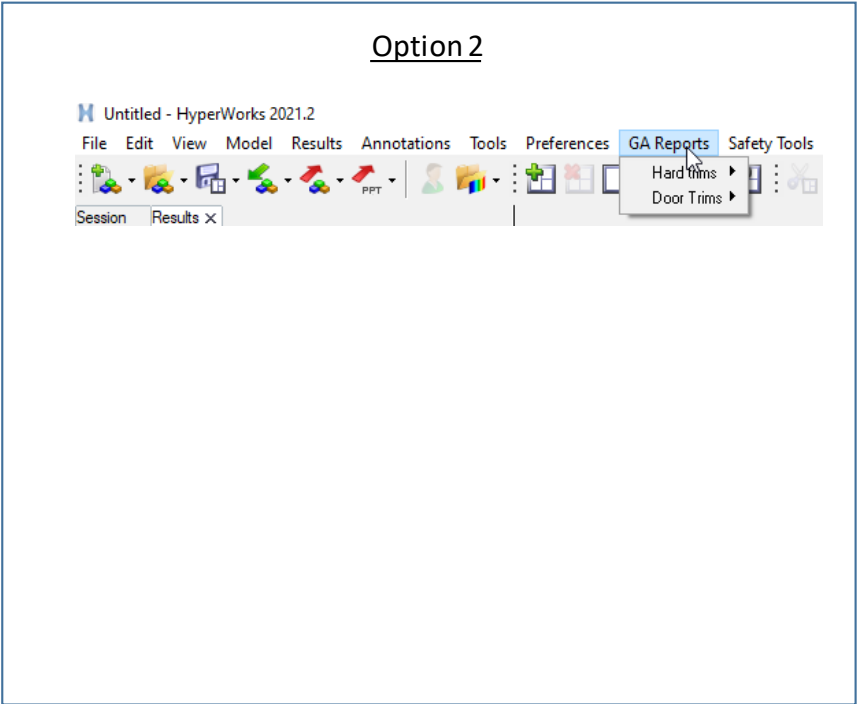 Option 2
Untitled - HyperWorks 2021.2
File Edit View Model Results Annotations Tools Preferences GA Reports Safety Tools
PPT
Hard trims
Door Trims
Session Results